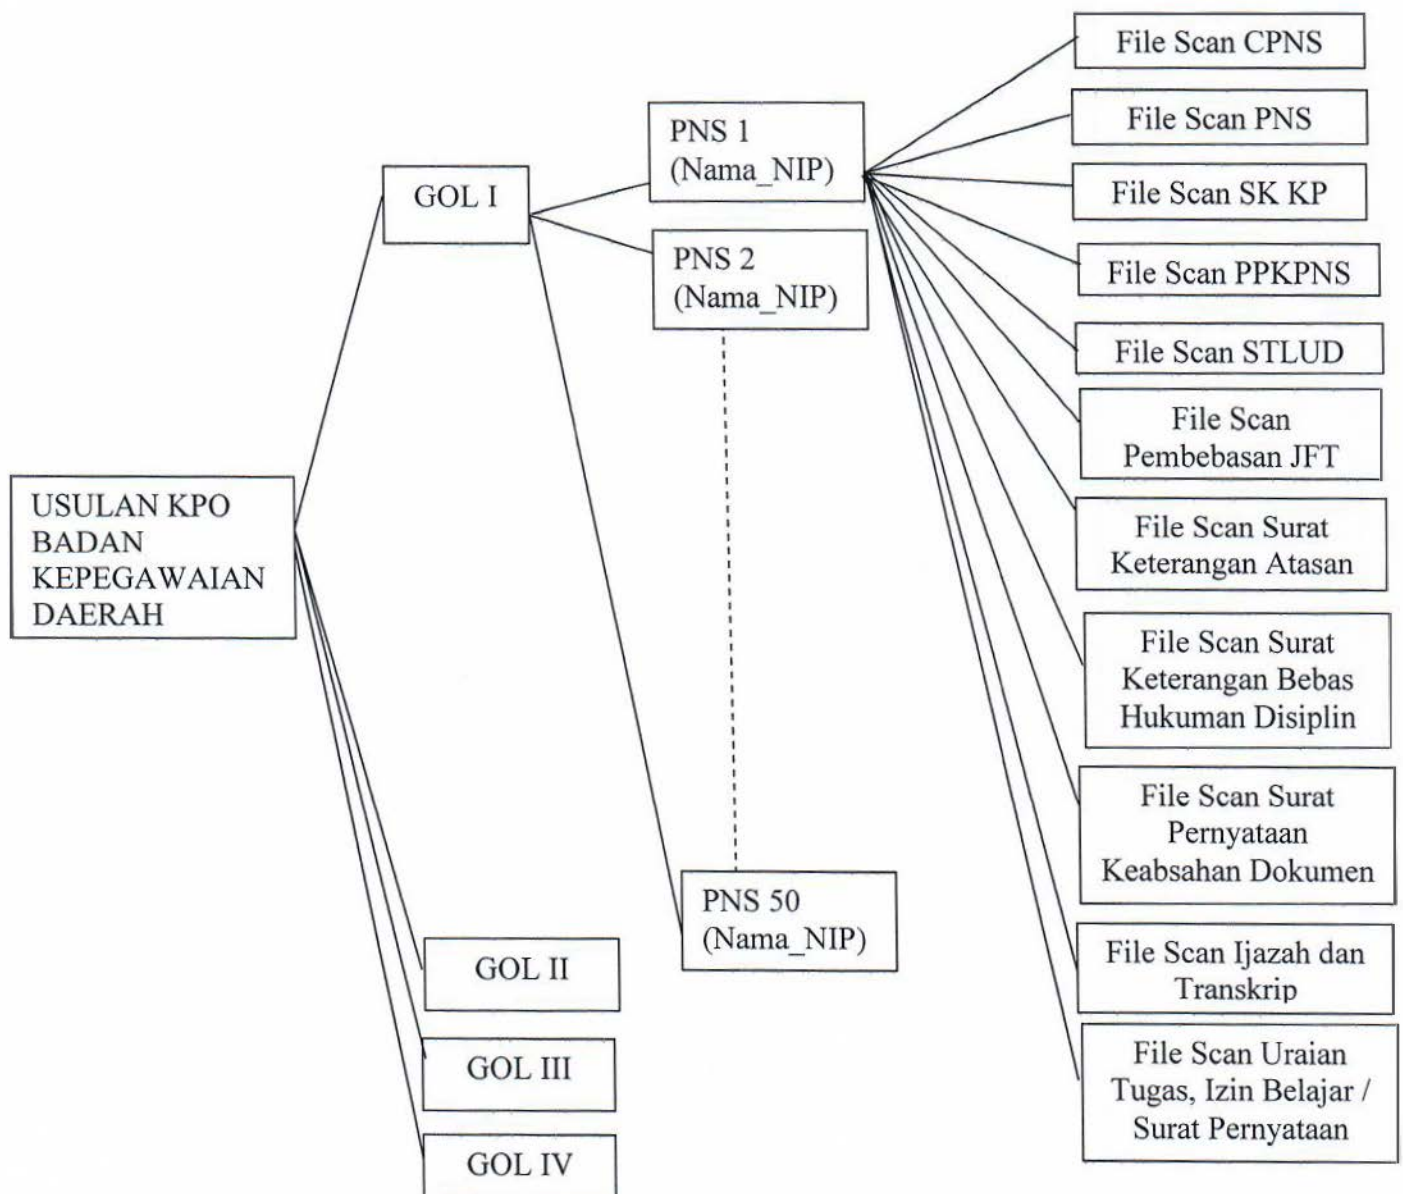 USULAN KPO
BADAN
KEPEGAWAIAN
DAERAH
GOL I
GOL II
GOL III
GOL IV
PNS 1
(Nama_NIP)
PNS 2
(Nama_NIP)
PNS 50
(Nama_NIP)
File Scan CPNS
File Scan PNS
File Scan SK KP
File Scan PPKPNS
File Scan STLUD
File Scan
Pembebasan JFT
File Scan Surat
Keterangan Atasan
File Scan Surat
Keterangan Bebas
Hukuman Disiplin
File Scan Surat
Pernyataan
Keabsahan Dokumen
File Scan Ijazah dan
Transkrip
File Scan Uraian
Tugas, Izin Belajar /
Surat Pernyataan